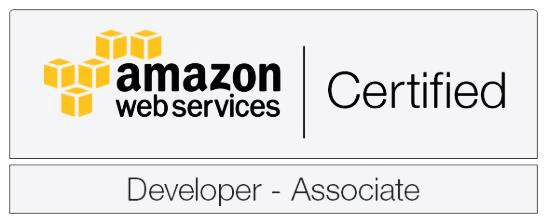 amazon
web services
Certified
Developer - Associate